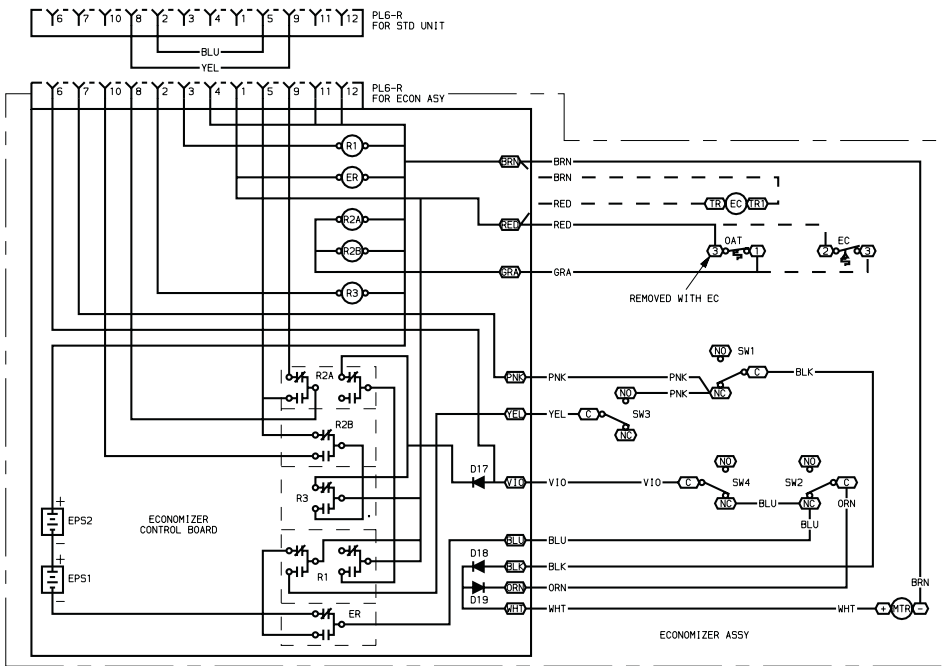 6 7 10 8 2 3 4 1 5 9 11 12
PL6-R
FOR STD UNIT
BLU
YEL
6 7 10 8 2 3 4 1 5 9 11 12
PL6-R
FOR ECON ASY
R1
BRN BRN
ER
BRN
RED
TR EC TR1
R2A
RED RED
OAT
EC
3 1
2 3
R2B
GRA GRA
R3
REMOVED WITH EC
NO SW1
R2A
PNK PNK PNK
C BLK
NO PNK NC
YEL YEL C
SW3
R2B
NC
D17
NO NO
VIO VIO VIO C
SW4 SW2 C
R3
NC BLU NC ORN
+
EPS2
-
ECONOMIZER
CONTROL BOARD
BLU
BLU BLU
+
EPS1
-
R1
D18
BLK BLK
BRN
ORN ORN
D19
WHT WHT WHT + MTR -
ER
ECONOMIZER ASSY